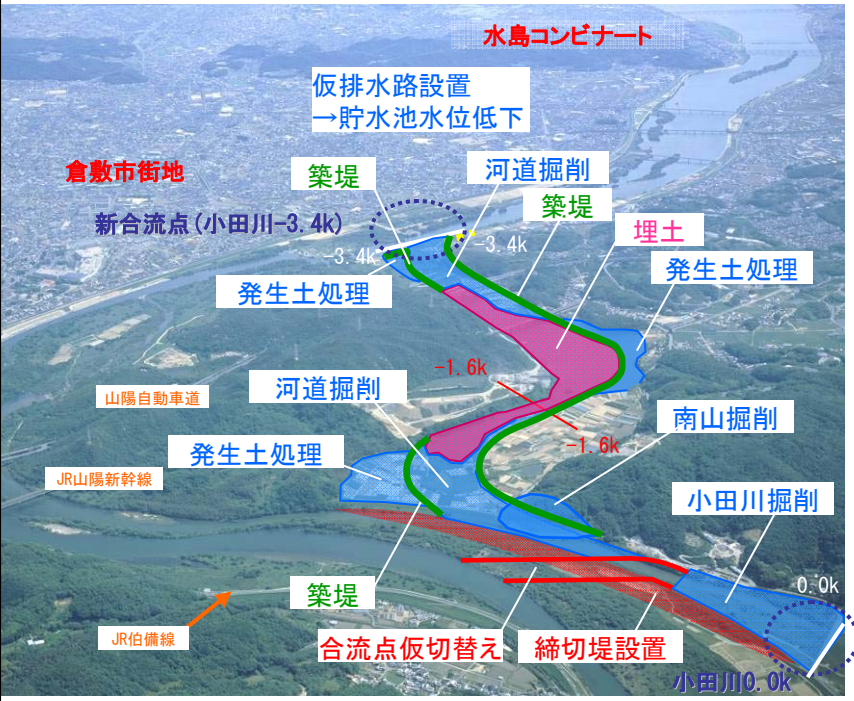 水島コンビナート
仮排水路設置
→貯水池水位低下
倉敷市街地
築堤
河道掘削
築堤
新合流点(小田川-3.4k)
埋土
-3.4k
-3.4k
発生土処理
発生土処理
-1.6k
河道掘削
山陽自動車道
南山掘削
-1.6k
発生土処理
JR山陽新幹線
小田川掘削
0.0k
築堤
JR伯備線
合流点仮切替え
締切堤設置
小田川0.0k